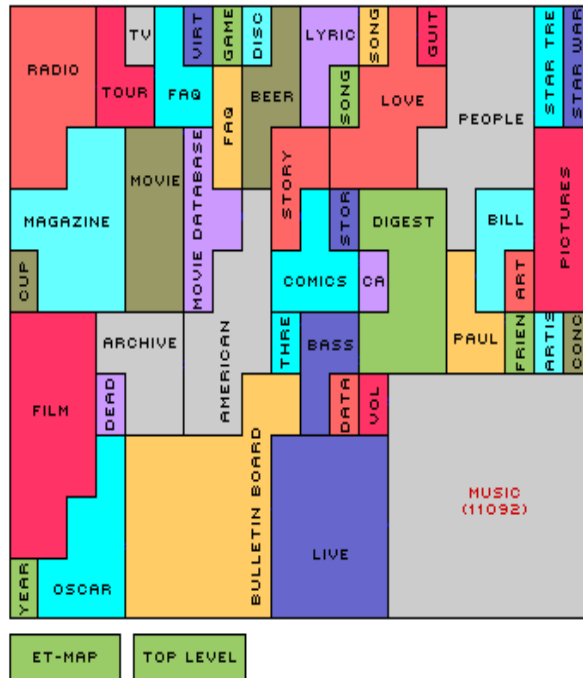 TV
VIRT
GAME
DISC
LYRIC
SONG
GUIT
STAR TRE
STAR WAR
RADIO
TOUR
FAQ
FAQ
BEER
SONG
LOVE
PEOPLE
MAGAZINE
MOVIE
MOVIE DATABASE
STORY
STOR
DIGEST
BILL
PICTURES
CUP
COMICS
CA
ART
ARCHIVE
AMERICAN
THRE
BASS
PAUL
FRIEN
ARTIS
CONC
FILM
DEAD
DATA
VOL
BULLETIN BOARD
MUSIC
(11092)
LIVE
YEAR
OSCAR
ET-MAP
TOP LEVEL